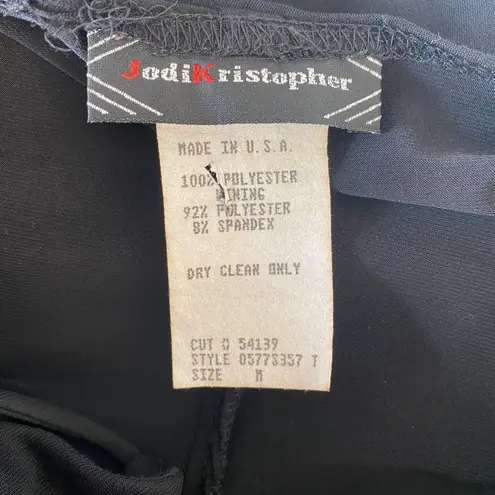 JodiKristopher
MADE IN U.S.A.
100% POLYESTER
LINING
92% POLYESTER
8% SPANDEX
DRY CLEAN ONLY
CUT # 54139
STYLE 0577S357 T
SIZE M